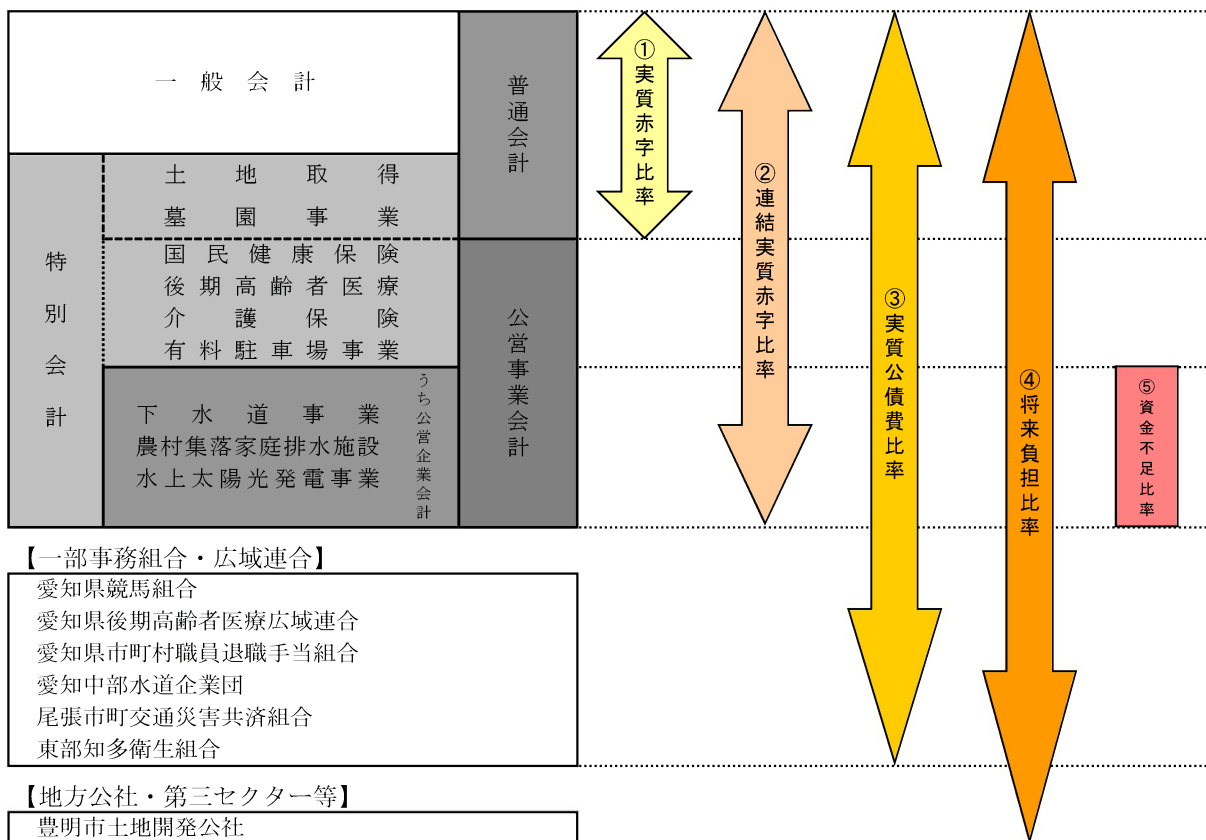 一般会計
普通会計
特別会計
土地取得
墓園事業
国民健康保険
後期高齢者医療
介護保険
有料駐車場事業
公営事業会計
下水道事業
農村集落家庭排水施設
水上太陽光発電事業
うち公営企業会計
①実質赤字比率
②連結実質赤字比率
③実質公債費比率
④将来負担比率
⑤資金不足比率
【一部事務組合・広域連合】
愛知県競馬組合
愛知県後期高齢者医療広域連合
愛知県市町村職員退職手当組合
愛知中部水道企業団
尾張市町交通災害共済組合
東部知多衛生組合
【地方公社・第三セクター等】
豊明市土地開発公社